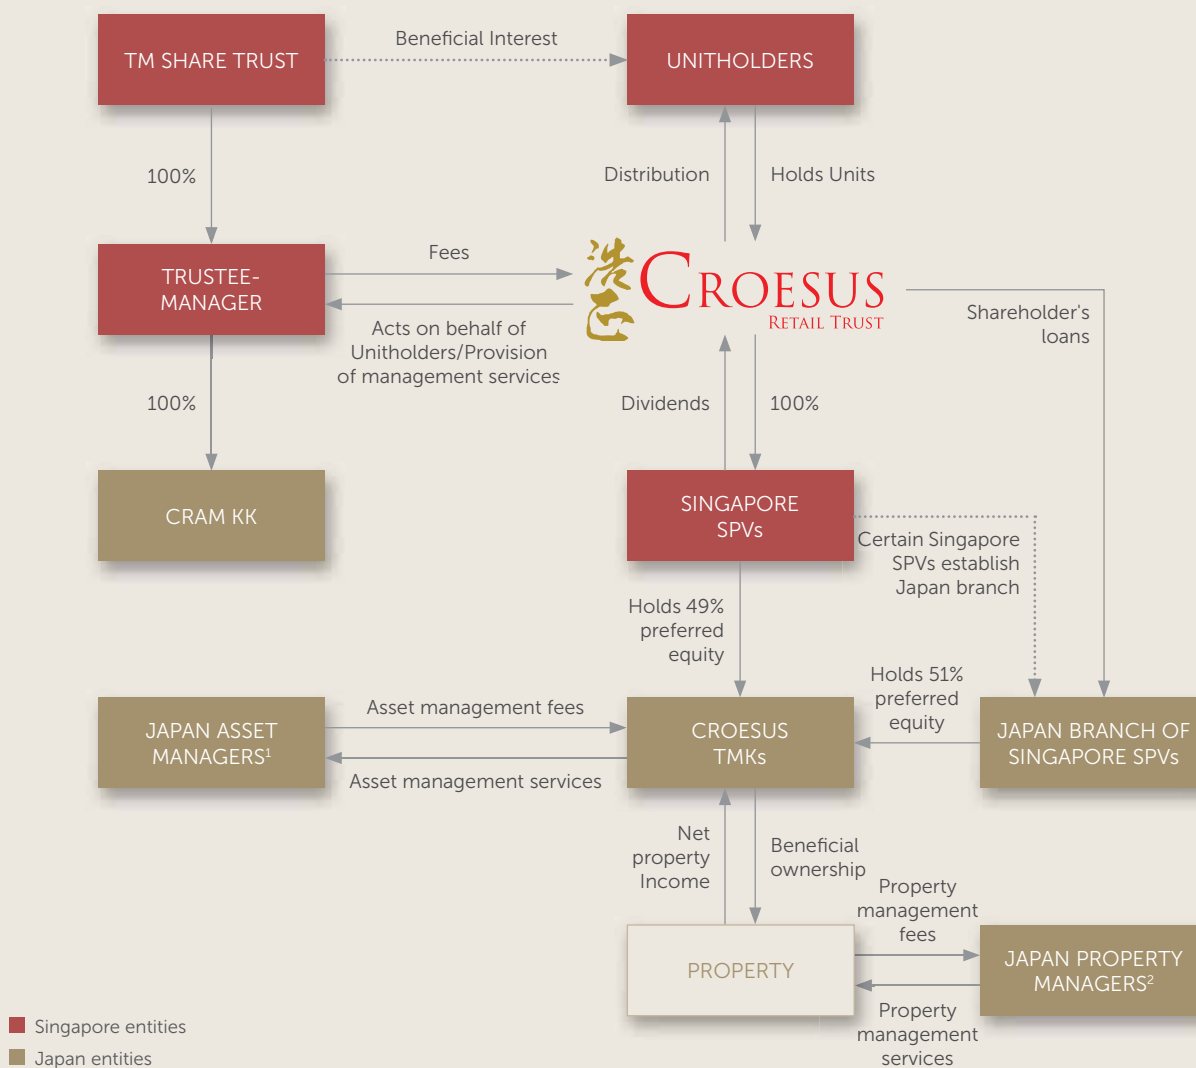 TM SHARE TRUST
Beneficial Interest
UNITHOLDERS
100%
Distribution
Holds Units
TRUSTEE-
MANAGER
Fees
Acts on behalf of
Unitholders/Provision
of management services
浩正
CROESUS
RETAIL TRUST
Shareholder's
loans
100%
Dividends
100%
CRAM KK
SINGAPORE
SPVs
Certain Singapore
SPVs establish
Japan branch
Holds 49%
preferred
equity
Holds 51%
preferred
equity
JAPAN ASSET
MANAGERS¹
Asset management fees
Asset management services
CROESUS
TMKs
JAPAN BRANCH OF
SINGAPORE SPVs
Net
property
Income
Beneficial
ownership
Property
management
fees
PROPERTY
JAPAN PROPERTY
MANAGERS²
Property
management
services
Singapore entities
Japan entities